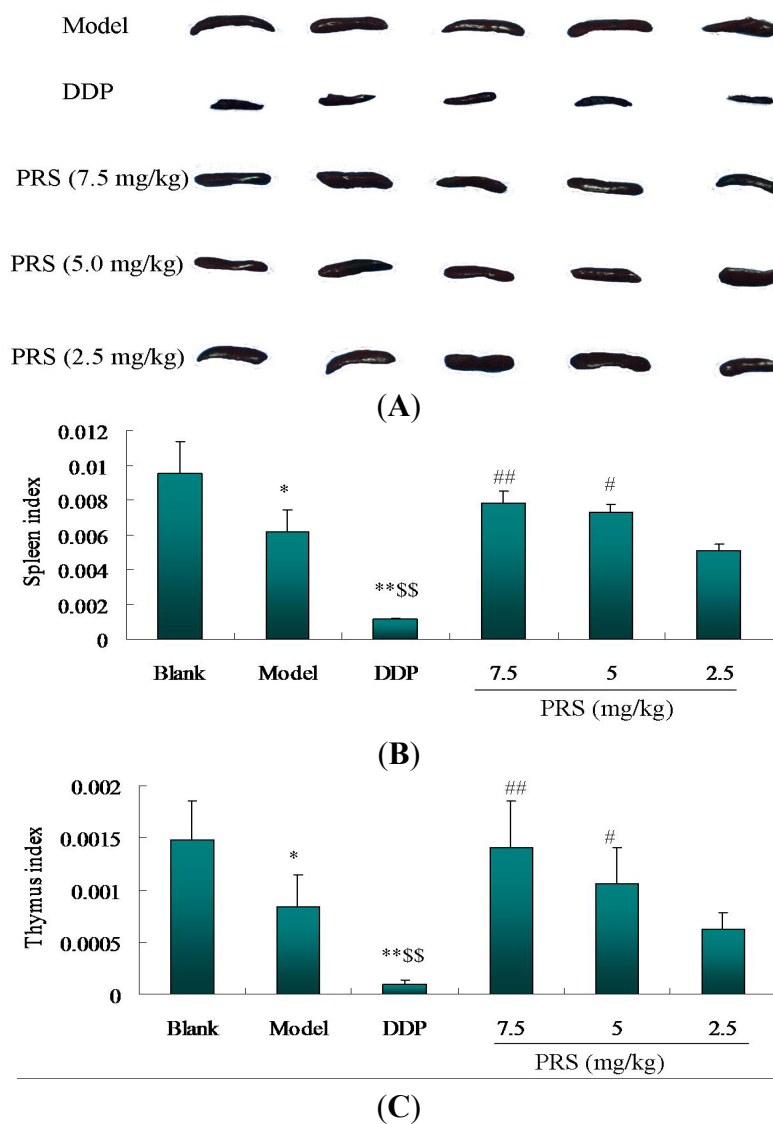 Model
DDP
PRS (7.5 mg/kg)
PRS (5.0 mg/kg)
PRS (2.5 mg/kg)
(A)
0.012
0.01
0.008
0.006
0.004
0.002
0
Spleen index
*
**$$
##
#
Blank Model DDP 7.5 5 2.5
PRS (mg/kg)
(B)
0.002
0.0015
0.001
0.0005
0
Thymus index
*
**$$
##
#
Blank Model DDP 7.5 5 2.5
PRS (mg/kg)
(C)